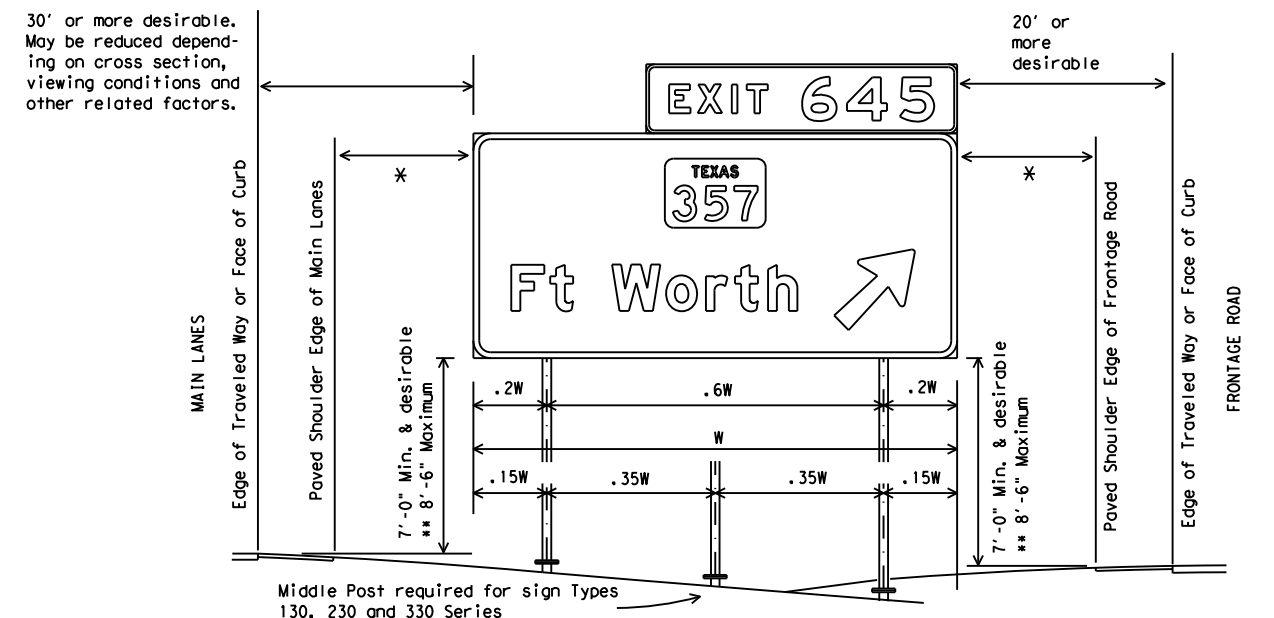 30' or more desirable.
May be reduced depend-
ing on cross section,
viewing conditions and
other related factors.
20' or
more
desirable
EXIT 645
TEXAS
357
Ft Worth
*
*
MAIN LANES
Edge of Traveled Way or Face of Curb
Paved Shoulder Edge of Main Lanes
7'-0" Min. & desirable
** 8'-6" Maximum
.2W
.6W
.2W
W
.15W
.35W
.35W
.15W
7'-0" Min. & desirable
** 8'-6" Maximum
Paved Shoulder Edge of Frontage Road
Edge of Traveled Way or Face of Curb
FRONTAGE ROAD
Middle Post required for sign Types
130, 230 and 330 Series